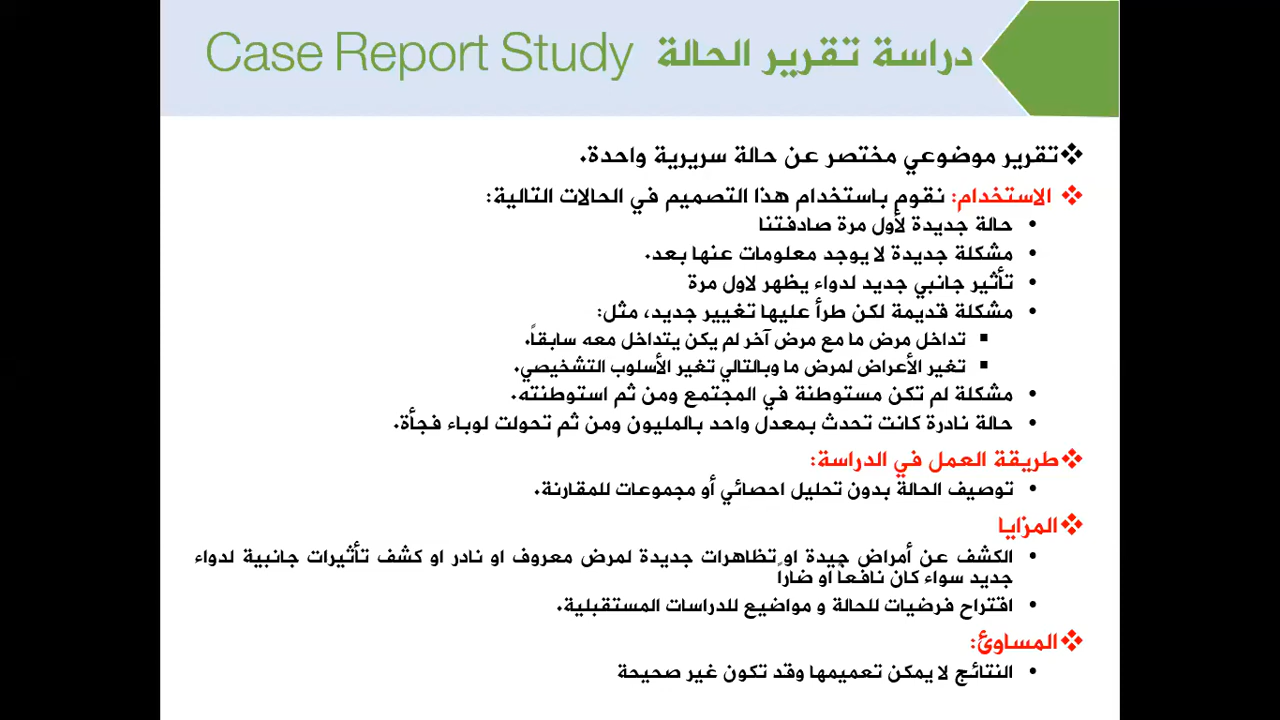 دراسة تقرير الحالة Case Report Study
❖تقرير موضوعي مختصر عن حالة سريرية واحدة.
❖ الاستخدام: نقوم باستخدام هذا التصميم في الحالات التالية:
• حالة جديدة لأول مرة صادفتنا
• مشكلة جديدة لا يوجد معلومات عنها بعد.
• تأثير جانبي جديد لدواء يظهر لاول مرة
• مشكلة قديمة لكن طرأ عليها تغيير جديد، مثل:
▪ تداخل مرض ما مع مرض آخر لم يكن يتداخل معه سابقاً.
▪ تغير الأعراض لمرض ما وبالتالي تغير الأسلوب التشخيصي.
• مشكلة لم تكن مستوطنة في المجتمع ومن ثم استوطنته.
• حالة نادرة كانت تحدث بمعدل واحد بالمليون ومن ثم تحولت لوباء فجأة.
❖طريقة العمل في الدراسة:
• توصيف الحالة بدون تحليل احصائي أو مجموعات للمقارنة.
❖المزايا
• الكشف عن أمراض جيدة او تظاهرات جديدة لمرض معروف او نادر او كشف تأثيرات جانبية لدواء
جديد سواء كان نافعاً او ضاراً
• اقتراح فرضيات للحالة و مواضيع للدراسات المستقبلية.
❖المساوئ:
• النتائج لا يمكن تعميمها وقد تكون غير صحيحة